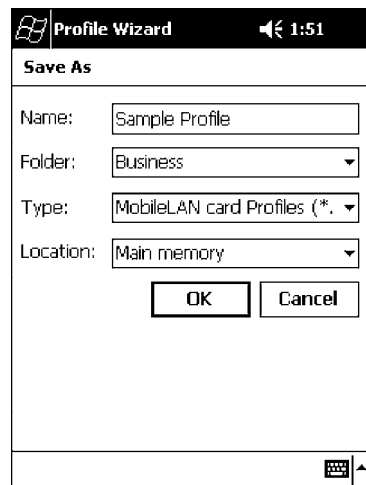 Profile Wizard 1:51
Save As
Name: Sample Profile
Folder: Business
Type: MobileLAN card Profiles (*.
Location: Main memory
OK Cancel